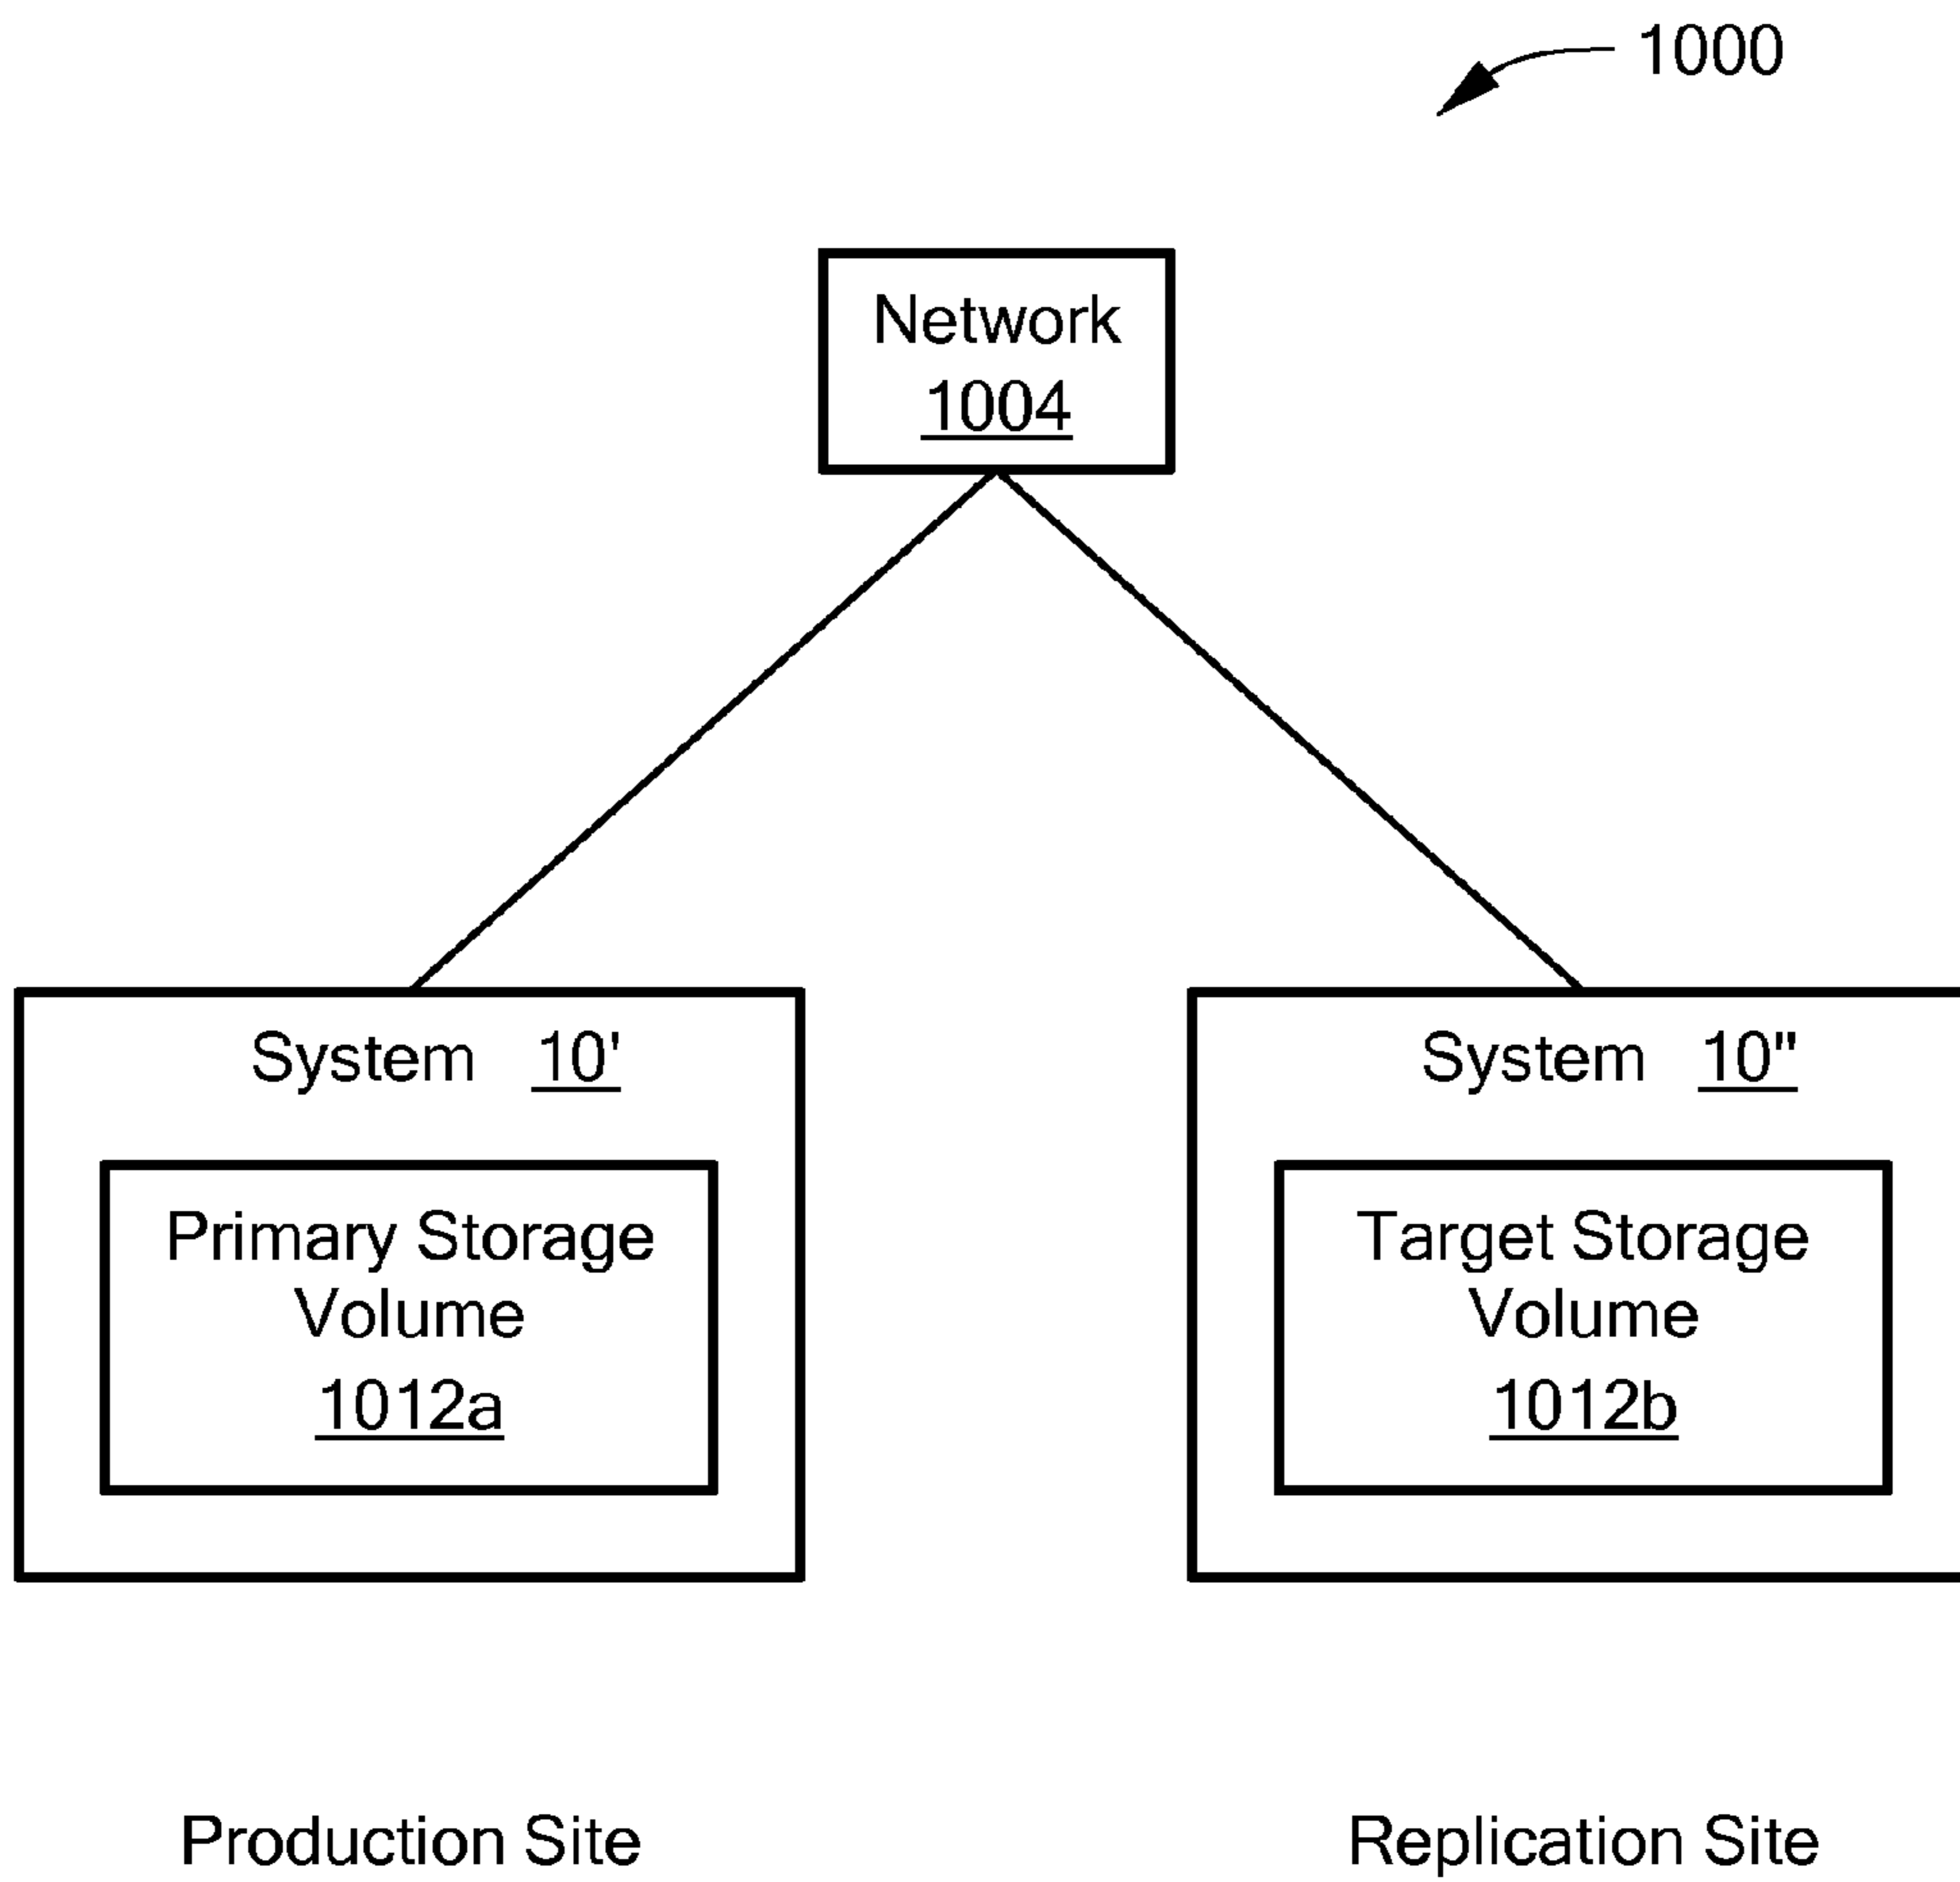 1000
Network
1004
System 10'
Primary Storage
Volume
1012a
System 10"
Target Storage
Volume
1012b
Production Site
Replication Site